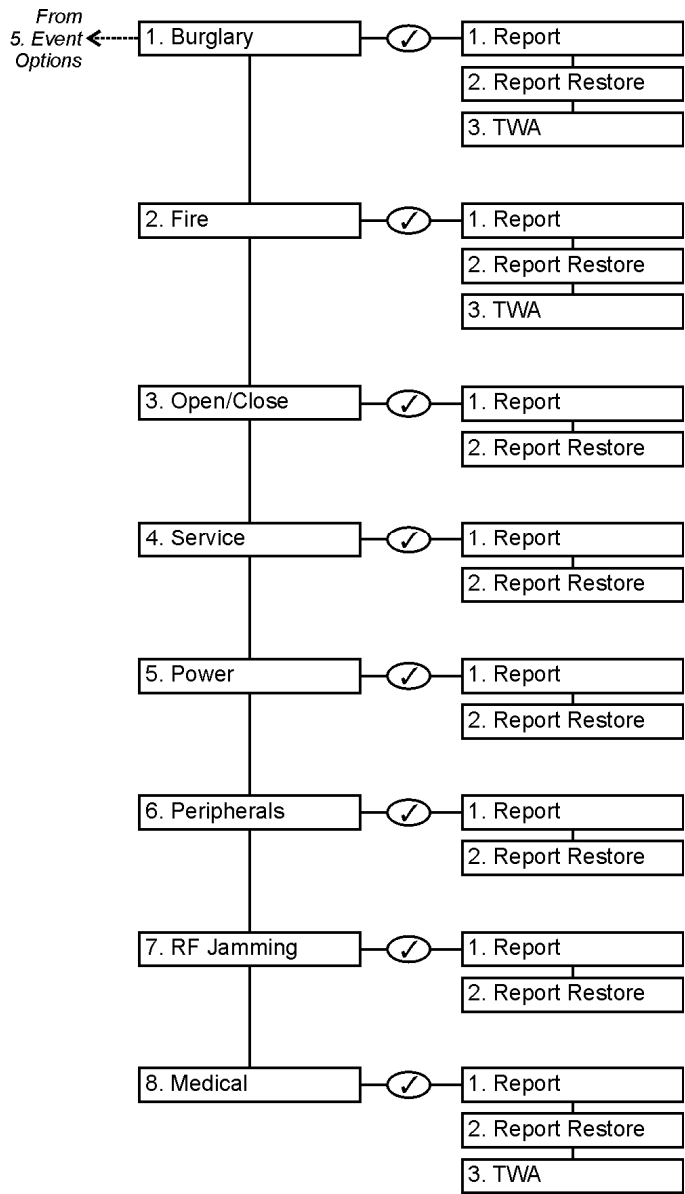 From
5. Event
Options
1. Burglary
1. Report
2. Report Restore
3. TWA
2. Fire
1. Report
2. Report Restore
3. TWA
3. Open/Close
1. Report
2. Report Restore
4. Service
1. Report
2. Report Restore
5. Power
1. Report
2. Report Restore
6. Peripherals
1. Report
2. Report Restore
7. RF Jamming
1. Report
2. Report Restore
8. Medical
1. Report
2. Report Restore
3. TWA